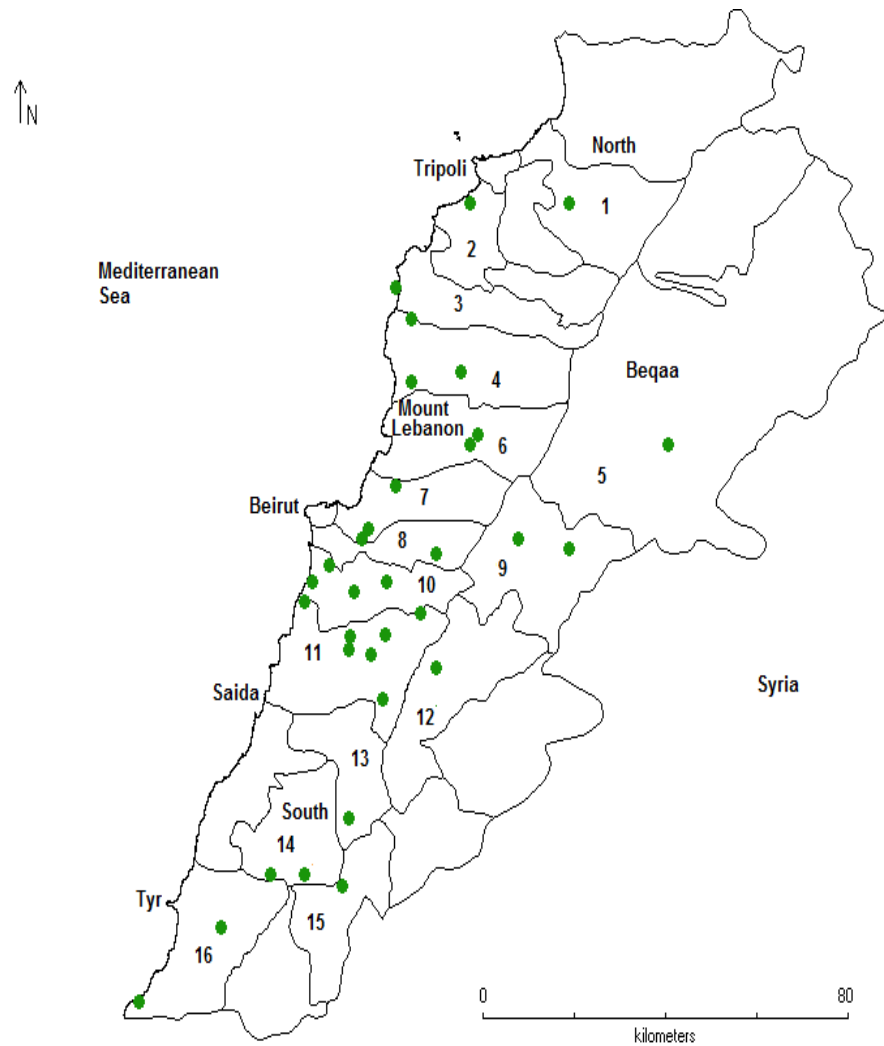 N
North
Tripoli
1
2
Mediterranean
Sea
3
Beqaa
4
Mount
Lebanon
6
5
7
Beirut
8
9
10
11
Saida
Syria
12
13
South
14
Tyr
15
16
0
80
kilometers